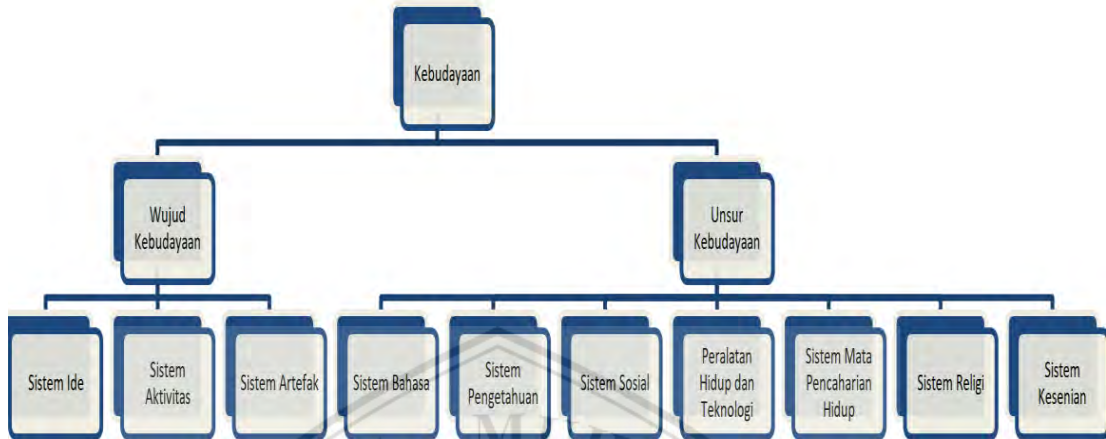 Kebudayaan
Wujud
Kebudayaan
Unsur
Kebudayaan
Sistem Ide
Sistem
Aktivitas
Sistem Artefak
Sistem Bahasa
Sistem
Pengetahuan
Sistem Sosial
Peralatan
Hidup dan
Teknologi
Sistem Mata
Pencaharian
Hidup
Sistem Religi
Sistem
Kesenian